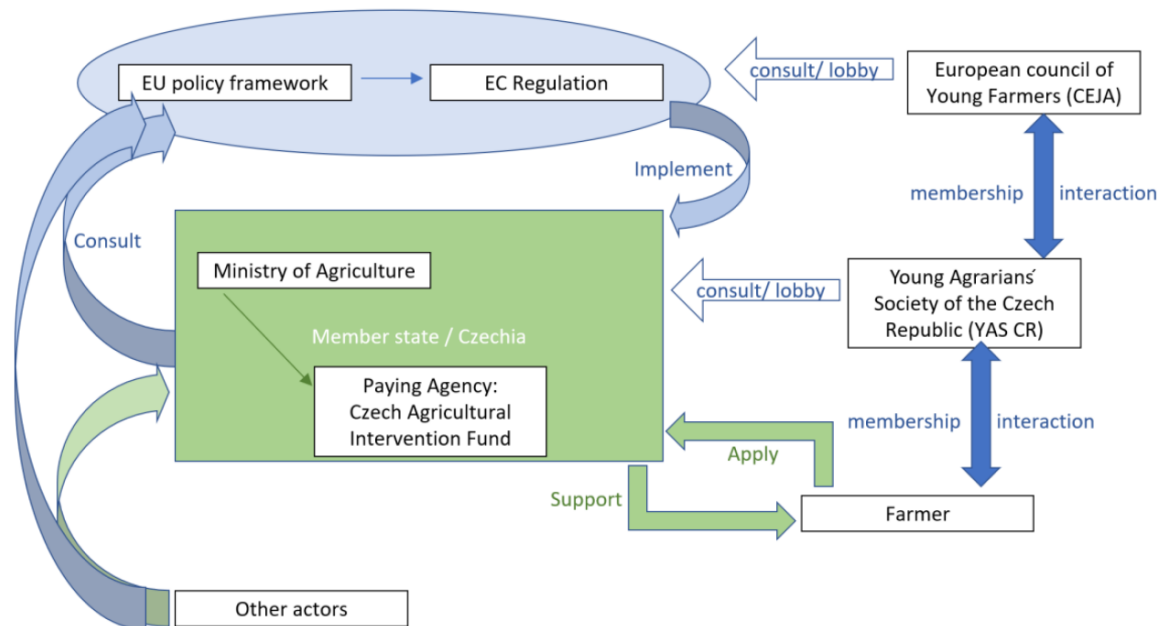 EU policy framework
EC Regulation
consult/ lobby
European council of
Young Farmers (CEJA)
Implement
membership
interaction
Consult
Ministry of Agriculture
consult/ lobby
Young Agrarians´
Society of the Czech
Republic (YAS CR)
Member state / Czechia
Paying Agency:
Czech Agricultural
Intervention Fund
membership
interaction
Apply
Support
Farmer
Other actors